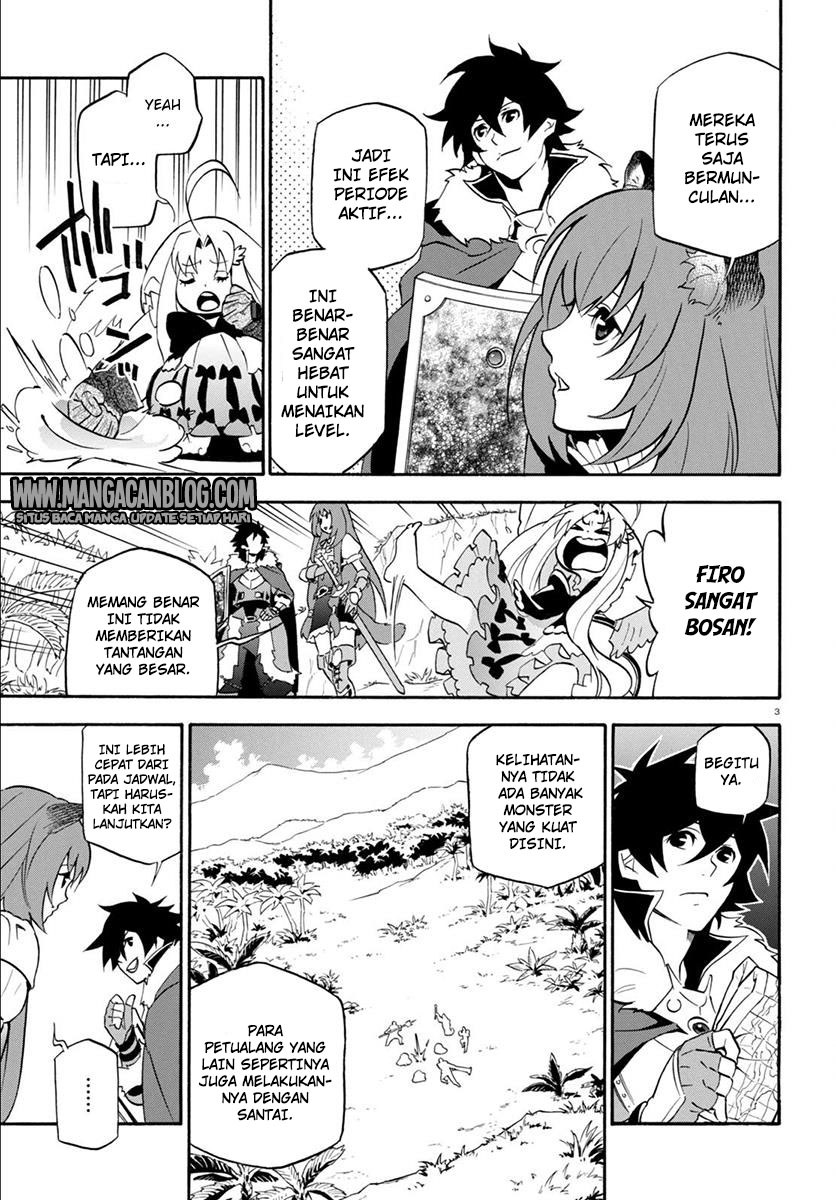 MEREKA
TERUS
SAJA
BERMUN-
CULAN...
JADI
INI EFEK
PERIODE
AKTIF...
INI
BENAR-
BENAR
SANGAT
HEBAT
UNTUK
MENAIKAN
LEVEL.
YEAH
...
TAPI...
WWW.MANGACANBLOG.COM
SITUS BACA MANGA UPDATE SETIAP HARI
FIRO
SANGAT
BOSAN!
MEMANG BENAR
INI TIDAK
MEMBERIKAN
TANTANGAN
YANG BESAR.
3
BEGITU
YA.
KELIHATAN-
NYA TIDAK
ADA BANYAK
MONSTER
YANG KUAT
DISINI.
PARA
PETUALANG YANG
LAIN SEPERTINYA
JUGA MELAKUKAN-
NYA DENGAN
SANTAI.
INI LEBIH
CEPAT DARI
PADA JADWAL,
TAPI HARUS-
KAH KITA
LANJUTKAN?
......